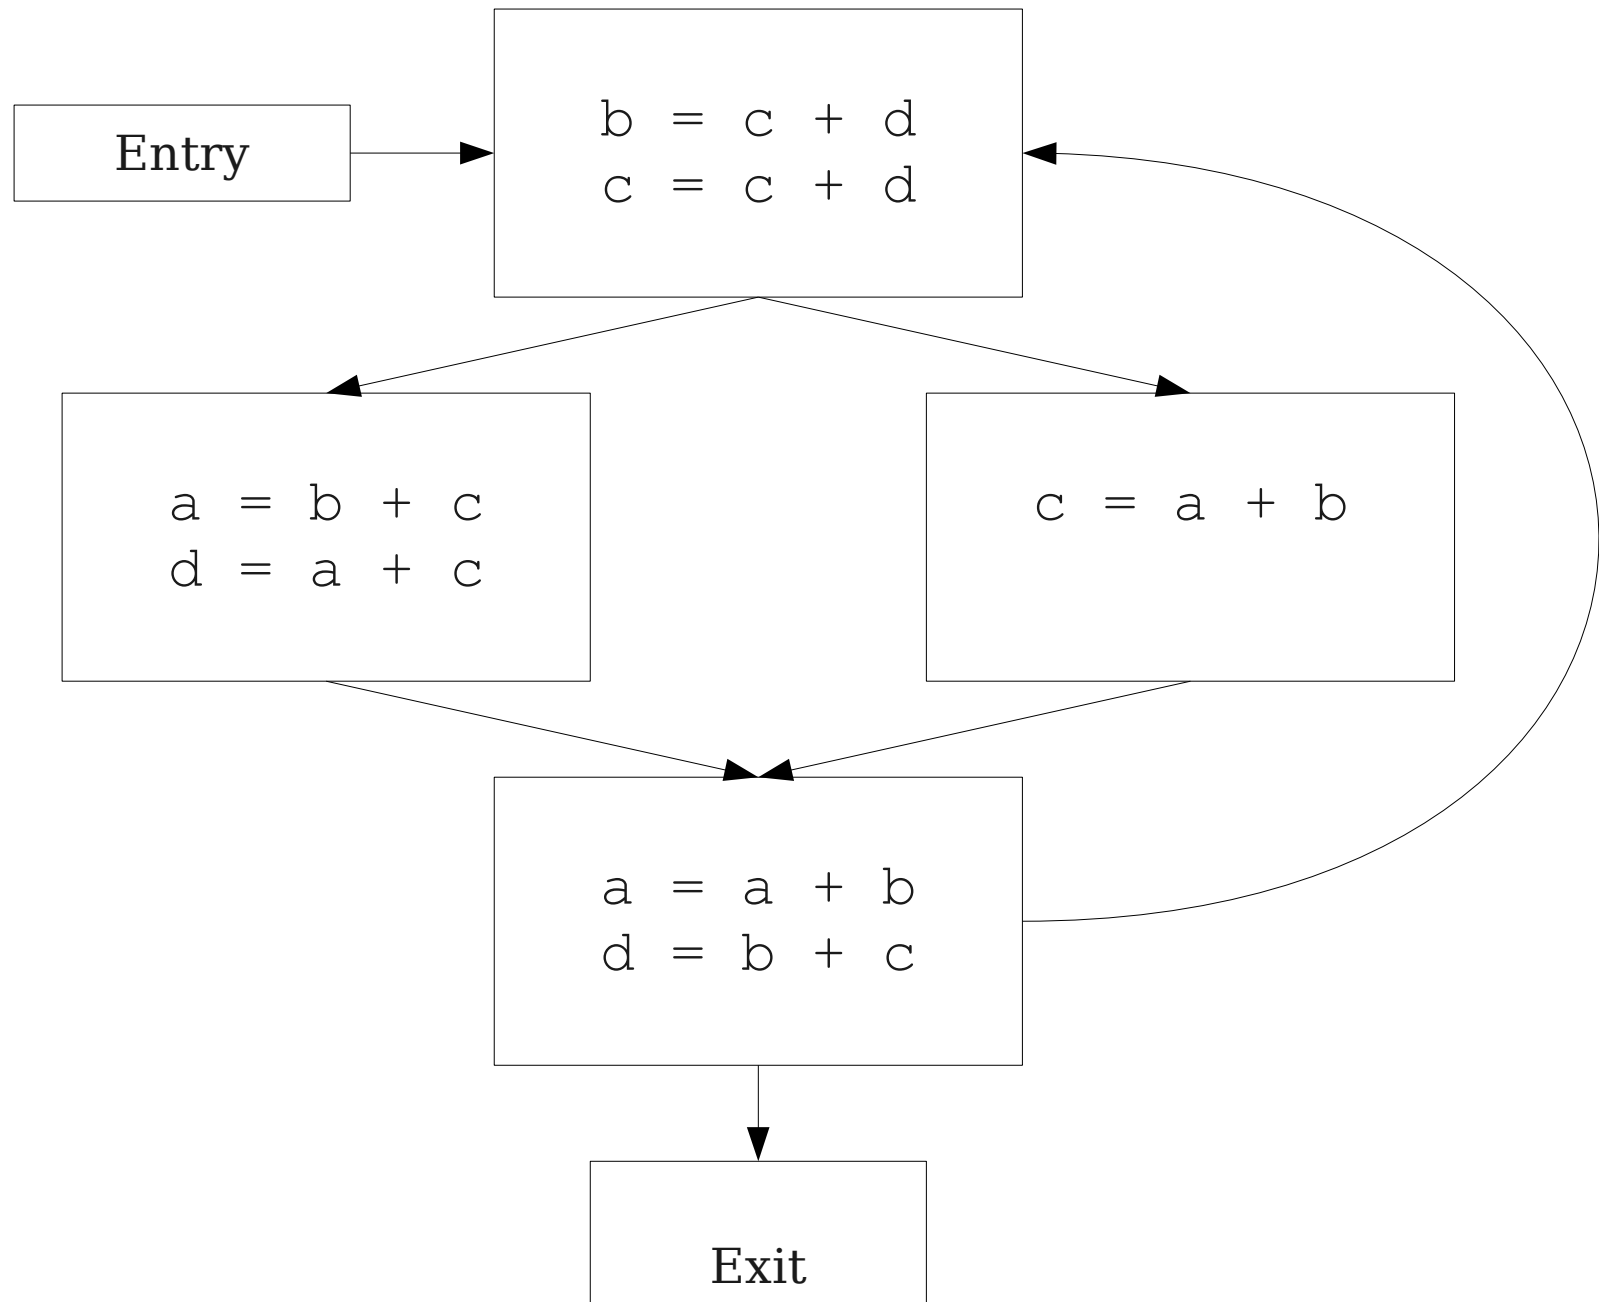 Entry
b = c + d
c = c + d
a = b + c
d = a + c
c = a + b
a = a + b
d = b + c
Exit